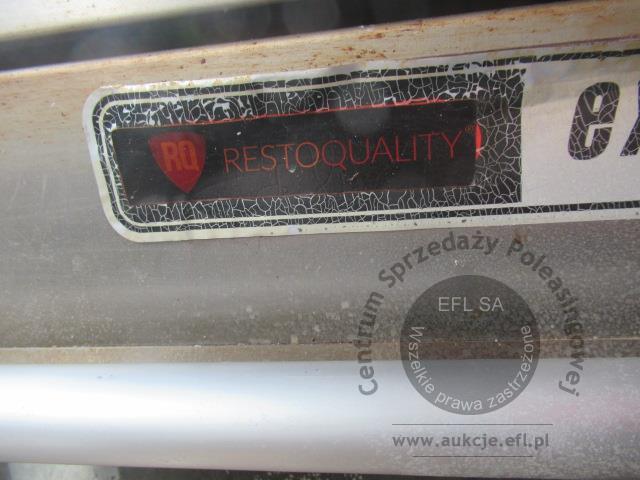 RQ RESTOQUALITY®
Centrum Sprzedaży Poleasingowej
EFL SA
Wszelkie prawa zastrzeżone
www.aukcje.efl.pl